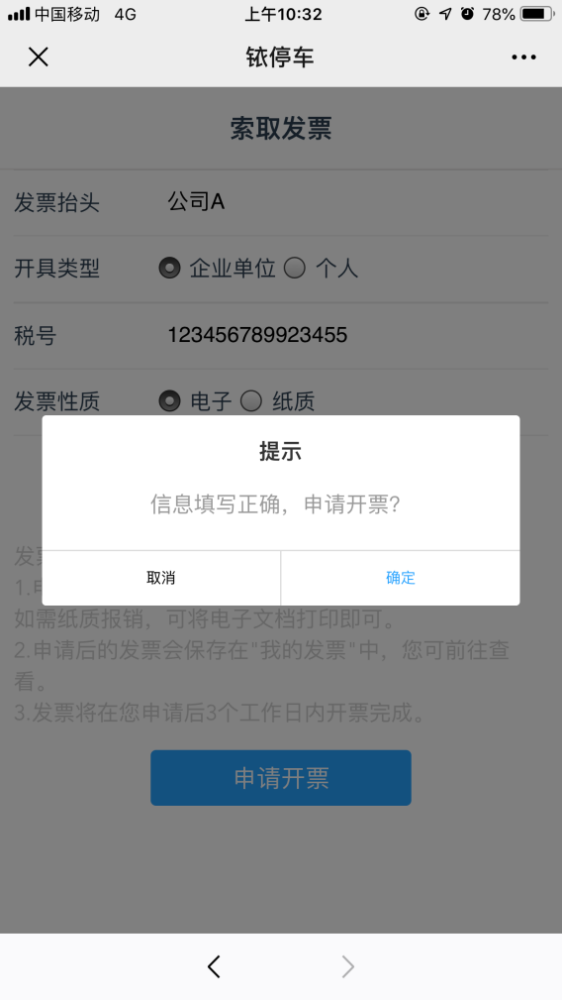 中国移动 4G 上午10:32 78%
铱停车
索取发票
发票抬头 公司A
开具类型 企业单位 个人
税号 123456789923455
发票性质 电子 纸质
提示
信息填写正确，申请开票?
取消 确定
如需纸质报销，可将电子文档打印即可。
2.申请后的发票会保存在"我的发票"中，您可前往查
看。
3.发票将在您申请后3个工作日内开票完成。
申请开票